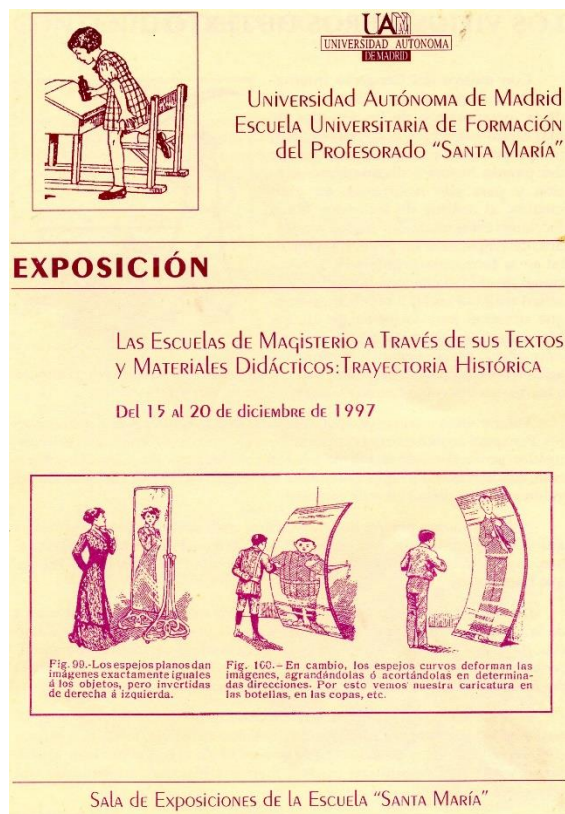 UAM
UNIVERSIDAD AUTONOMA
DE MADRID
Universidad Autónoma de Madrid
Escuela Universitaria de Formación
del Profesorado “Santa María”
EXPOSICIÓN
Las Escuelas de Magisterio a Través de sus Textos
y Materiales Didácticos: Trayectoria Histórica
Del 15 al 20 de diciembre de 1997
Fig. 99.-Los espejos planos dan
imágenes exactamente iguales
á los objetos, pero invertidas
de derecha á izquierda.
Fig. 100.— En cambio, los espejos curvos deforman las
imágenes, agrandándolas ó acortándolas en determina-
das direcciones. Por esto vemos nuestra caricatura en
las botellas, en las copas, etc.
Sala de Exposiciones de la Escuela “Santa María”